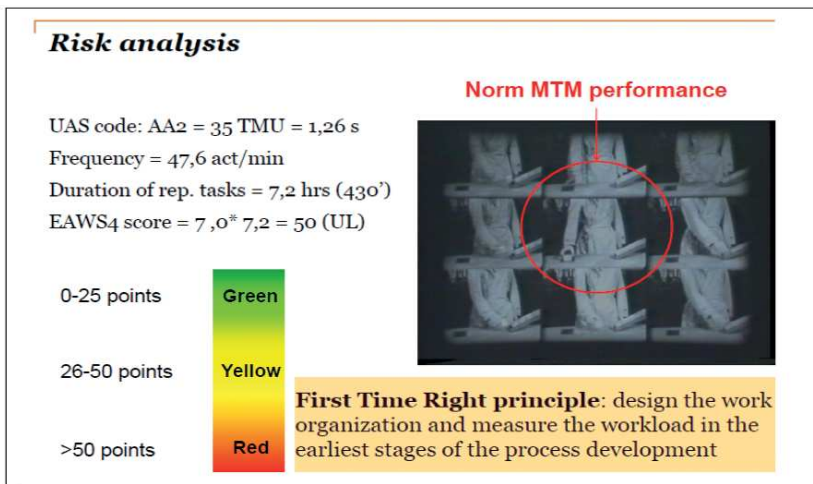 Risk analysis
Norm MTM performance
UAS code: AA2 = 35 TMU = 1,26 s
Frequency = 47,6 act/min
Duration of rep. tasks = 7,2 hrs (430’)
EAWS4 score = 7 ,0* 7,2 = 50 (UL)
0-25 points
Green
26-50 points
Yellow
>50 points
Red
First Time Right principle: design the work
organization and measure the workload in the
earliest stages of the process development